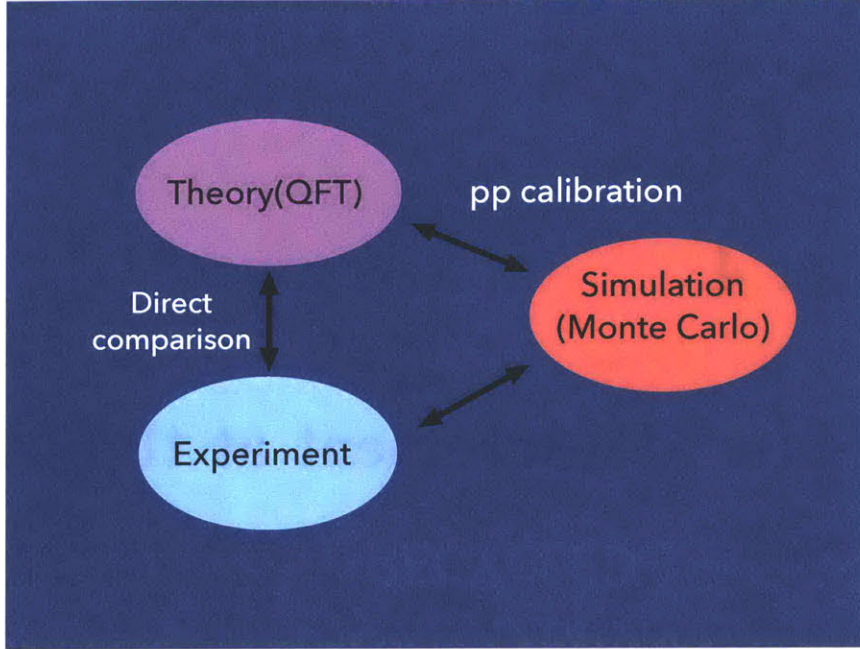 Theory(QFT)
pp calibration
Simulation
(Monte Carlo)
Direct
comparison
Experiment